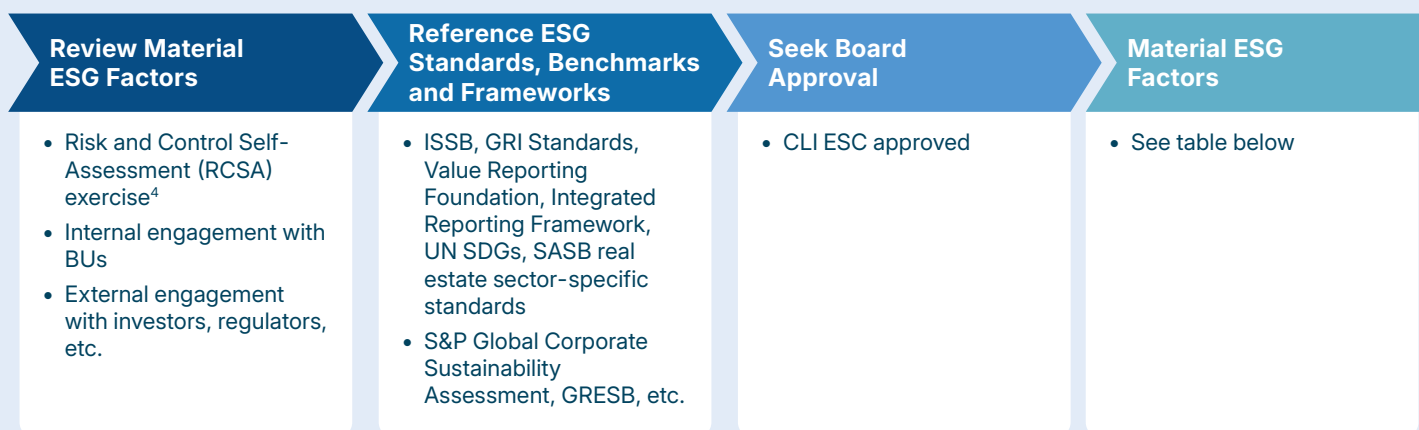 Review Material
ESG Factors
Reference ESG
Standards, Benchmarks
and Frameworks
Seek Board
Approval
Material ESG
Factors
• Risk and Control Self-
Assessment (RCSA)
exercise⁴
• Internal engagement with
BUs
• External engagement
with investors, regulators,
etc.
• ISSB, GRI Standards,
Value Reporting
Foundation, Integrated
Reporting Framework,
UN SDGs, SASB real
estate sector-specific
standards
• S&P Global Corporate
Sustainability
Assessment, GRESB, etc.
• CLI ESC approved
• See table below